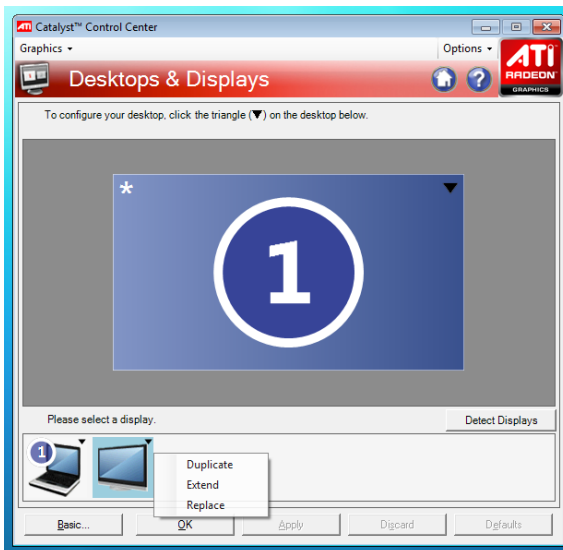 ATI Catalyst™ Control Center
Graphics Options
ATI
RADEON
GRAPHICS
Desktops & Displays
To configure your desktop, click the triangle (▼) on the desktop below.
*
1
Please select a display.
Detect Displays
1
Duplicate
Extend
Replace
Basic... OK Apply Discard Defaults